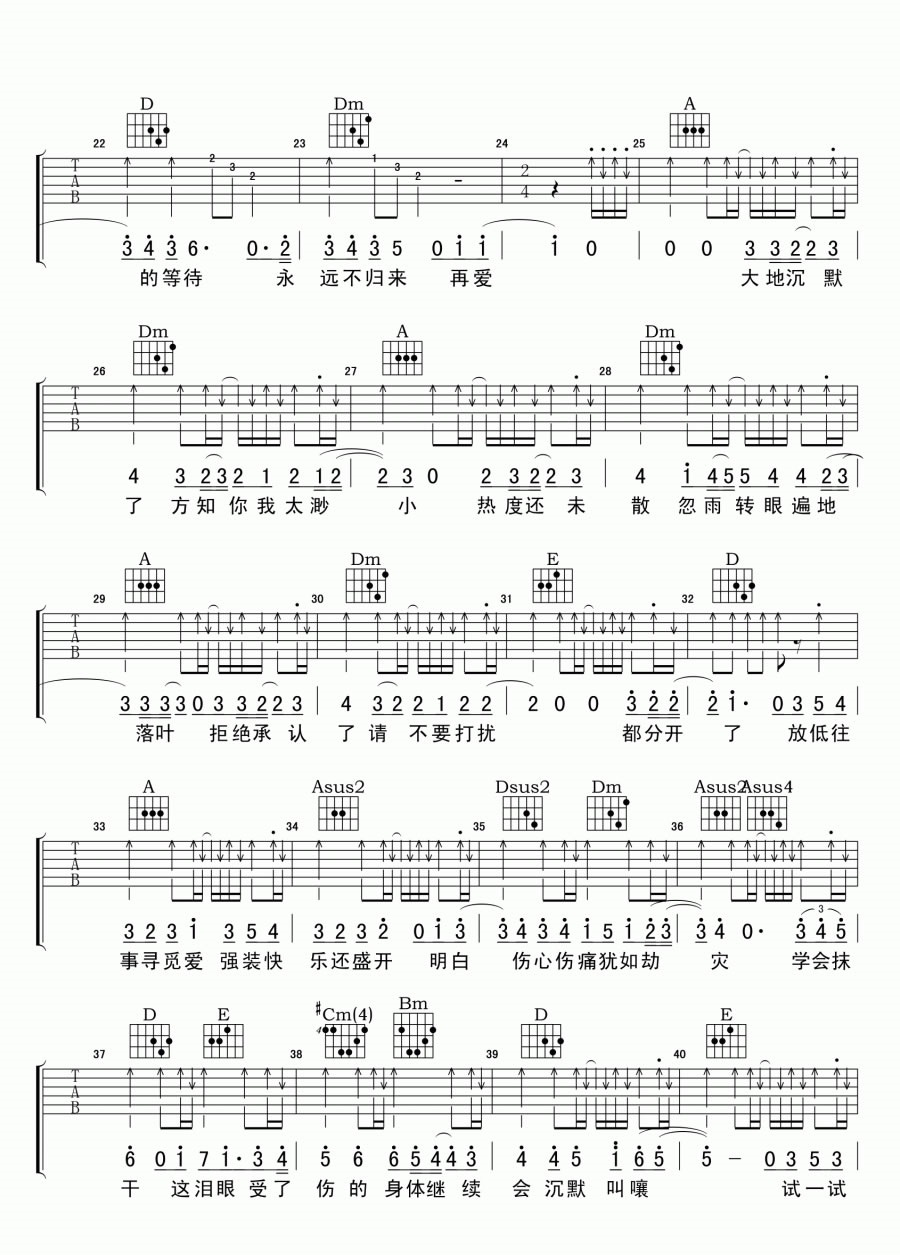 D Dm A
22 23 24 25
T A B 2 3 2 1 3 2 2 4
3 4 3 6· 0· 2 3 4 3 5 0 1 1 1 0 0 0 3 3 2 2 3
的等待 永 远不归来 再爱 大地沉 默
Dm A Dm
26 27 28
T A B
4 3 2 3 2 1 2 1 2 2 3 0 2 3 2 2 3 4 1 4 5 5 4 4 2 3
了 方知 你我太渺 小 热度还 未 散 忽雨转眼遍地
A Dm E D
29 30 31 32
T A B
3 3 3 3 0 3 3 2 2 3 4 3 2 2 1 2 2 2 0 0 3 2 2 2 1· 0 3 5 4
落叶 拒绝承 认 了请 不要打扰 都分开 了 放低往
A Asus2 Dsus2 Dm Asus2 Asus4
33 34 35 36
T A B
3 2 3 1 3 5 4 3 2 3 2 0 1 3 3 4 3 4 1 5 1 2 3 3 4 0· 3 4 5
3
事寻觅爱 强装快 乐还盛开 明白 伤心伤痛犹如劫 灾 学会抹
D E #Cm(4) Bm D E
37 38 39 40
T A B
6 0 1 7 1· 3 4 5 6 6 5 4 4 3 4 4 5 1 6 5 5 – 0 3 5 3
干 这泪眼 受了 伤的 身体继 续 会 沉默 叫嚷 试一试